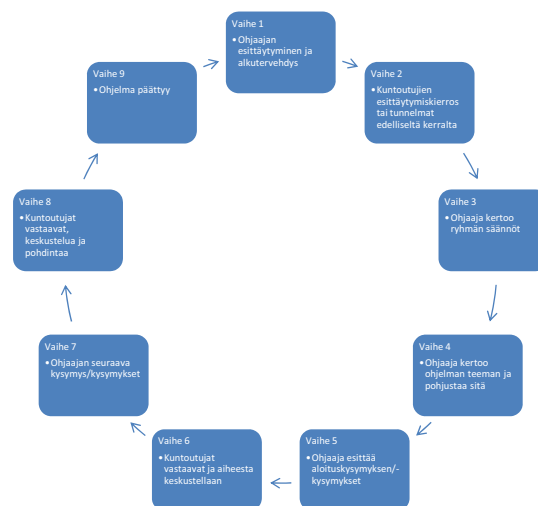 Vaihe 1
•Ohjaajan
esittäytyminen ja
alkutervehdys
Vaihe 2
•Kuntoutujien
esittäytymiskierros
tai tunnelmat
edelliseltä kerralta
Vaihe 3
•Ohjaaja kertoo
ryhmän säännöt
Vaihe 4
•Ohjaaja kertoo
ohjelman teeman ja
pohjustaa sitä
Vaihe 5
•Ohjaaja esittää
aloituskysymyksen/-
kysymykset
Vaihe 6
•Kuntoutujat
vastaavat ja aiheesta
keskustellaan
Vaihe 7
•Ohjaajan seuraava
kysymys/kysymykset
Vaihe 8
•Kuntoutujat
vastaavat,
keskustelua ja
pohdintaa
Vaihe 9
•Ohjelma päättyy